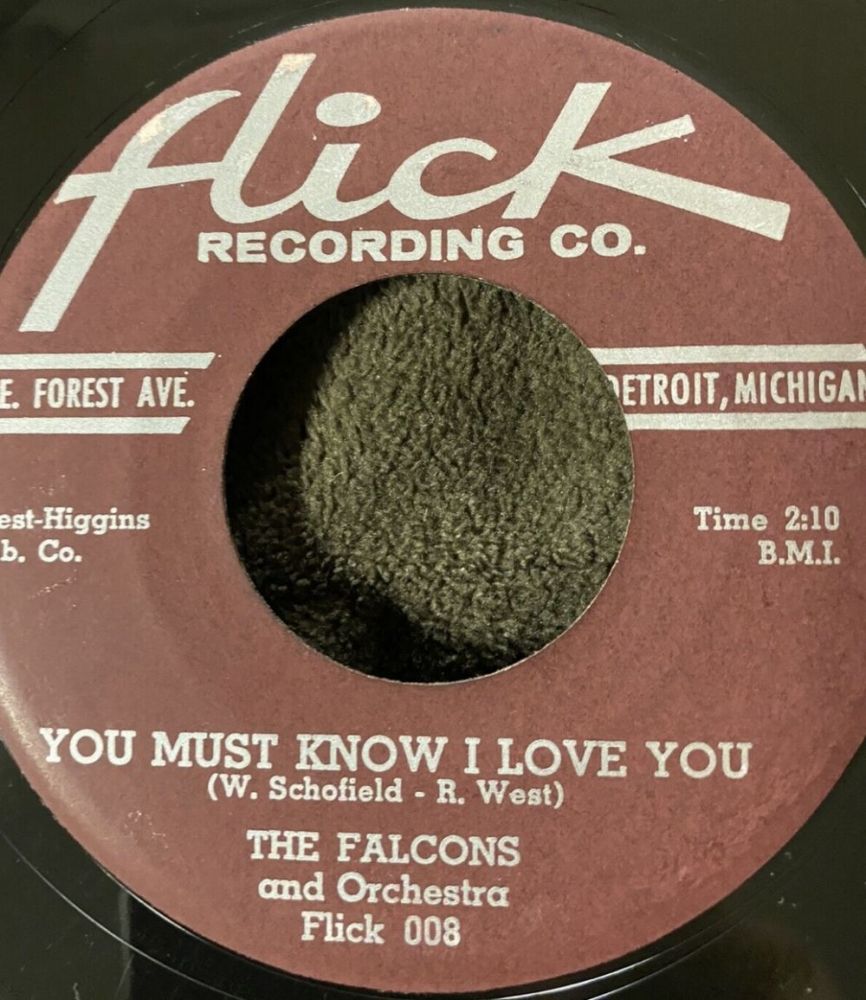 flick
RECORDING CO.
E. FOREST AVE.
ETROIT, MICHIGAN
est-Higgins
b. Co.
Time 2:10
B.M.I.
YOU MUST KNOW I LOVE YOU
(W. Schofield - R. West)
THE FALCONS
and Orchestra
Flick 008